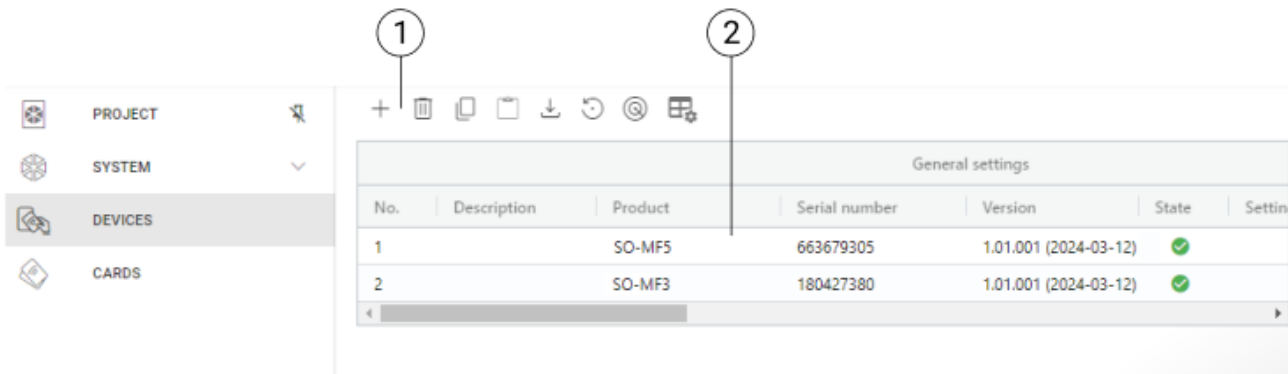 1 2
PROJECT
SYSTEM
DEVICES
CARDS
General settings
No. Description Product Serial number Version State Settin
1 SO-MF5 663679305 1.01.001 (2024-03-12)
2 SO-MF3 180427380 1.01.001 (2024-03-12)